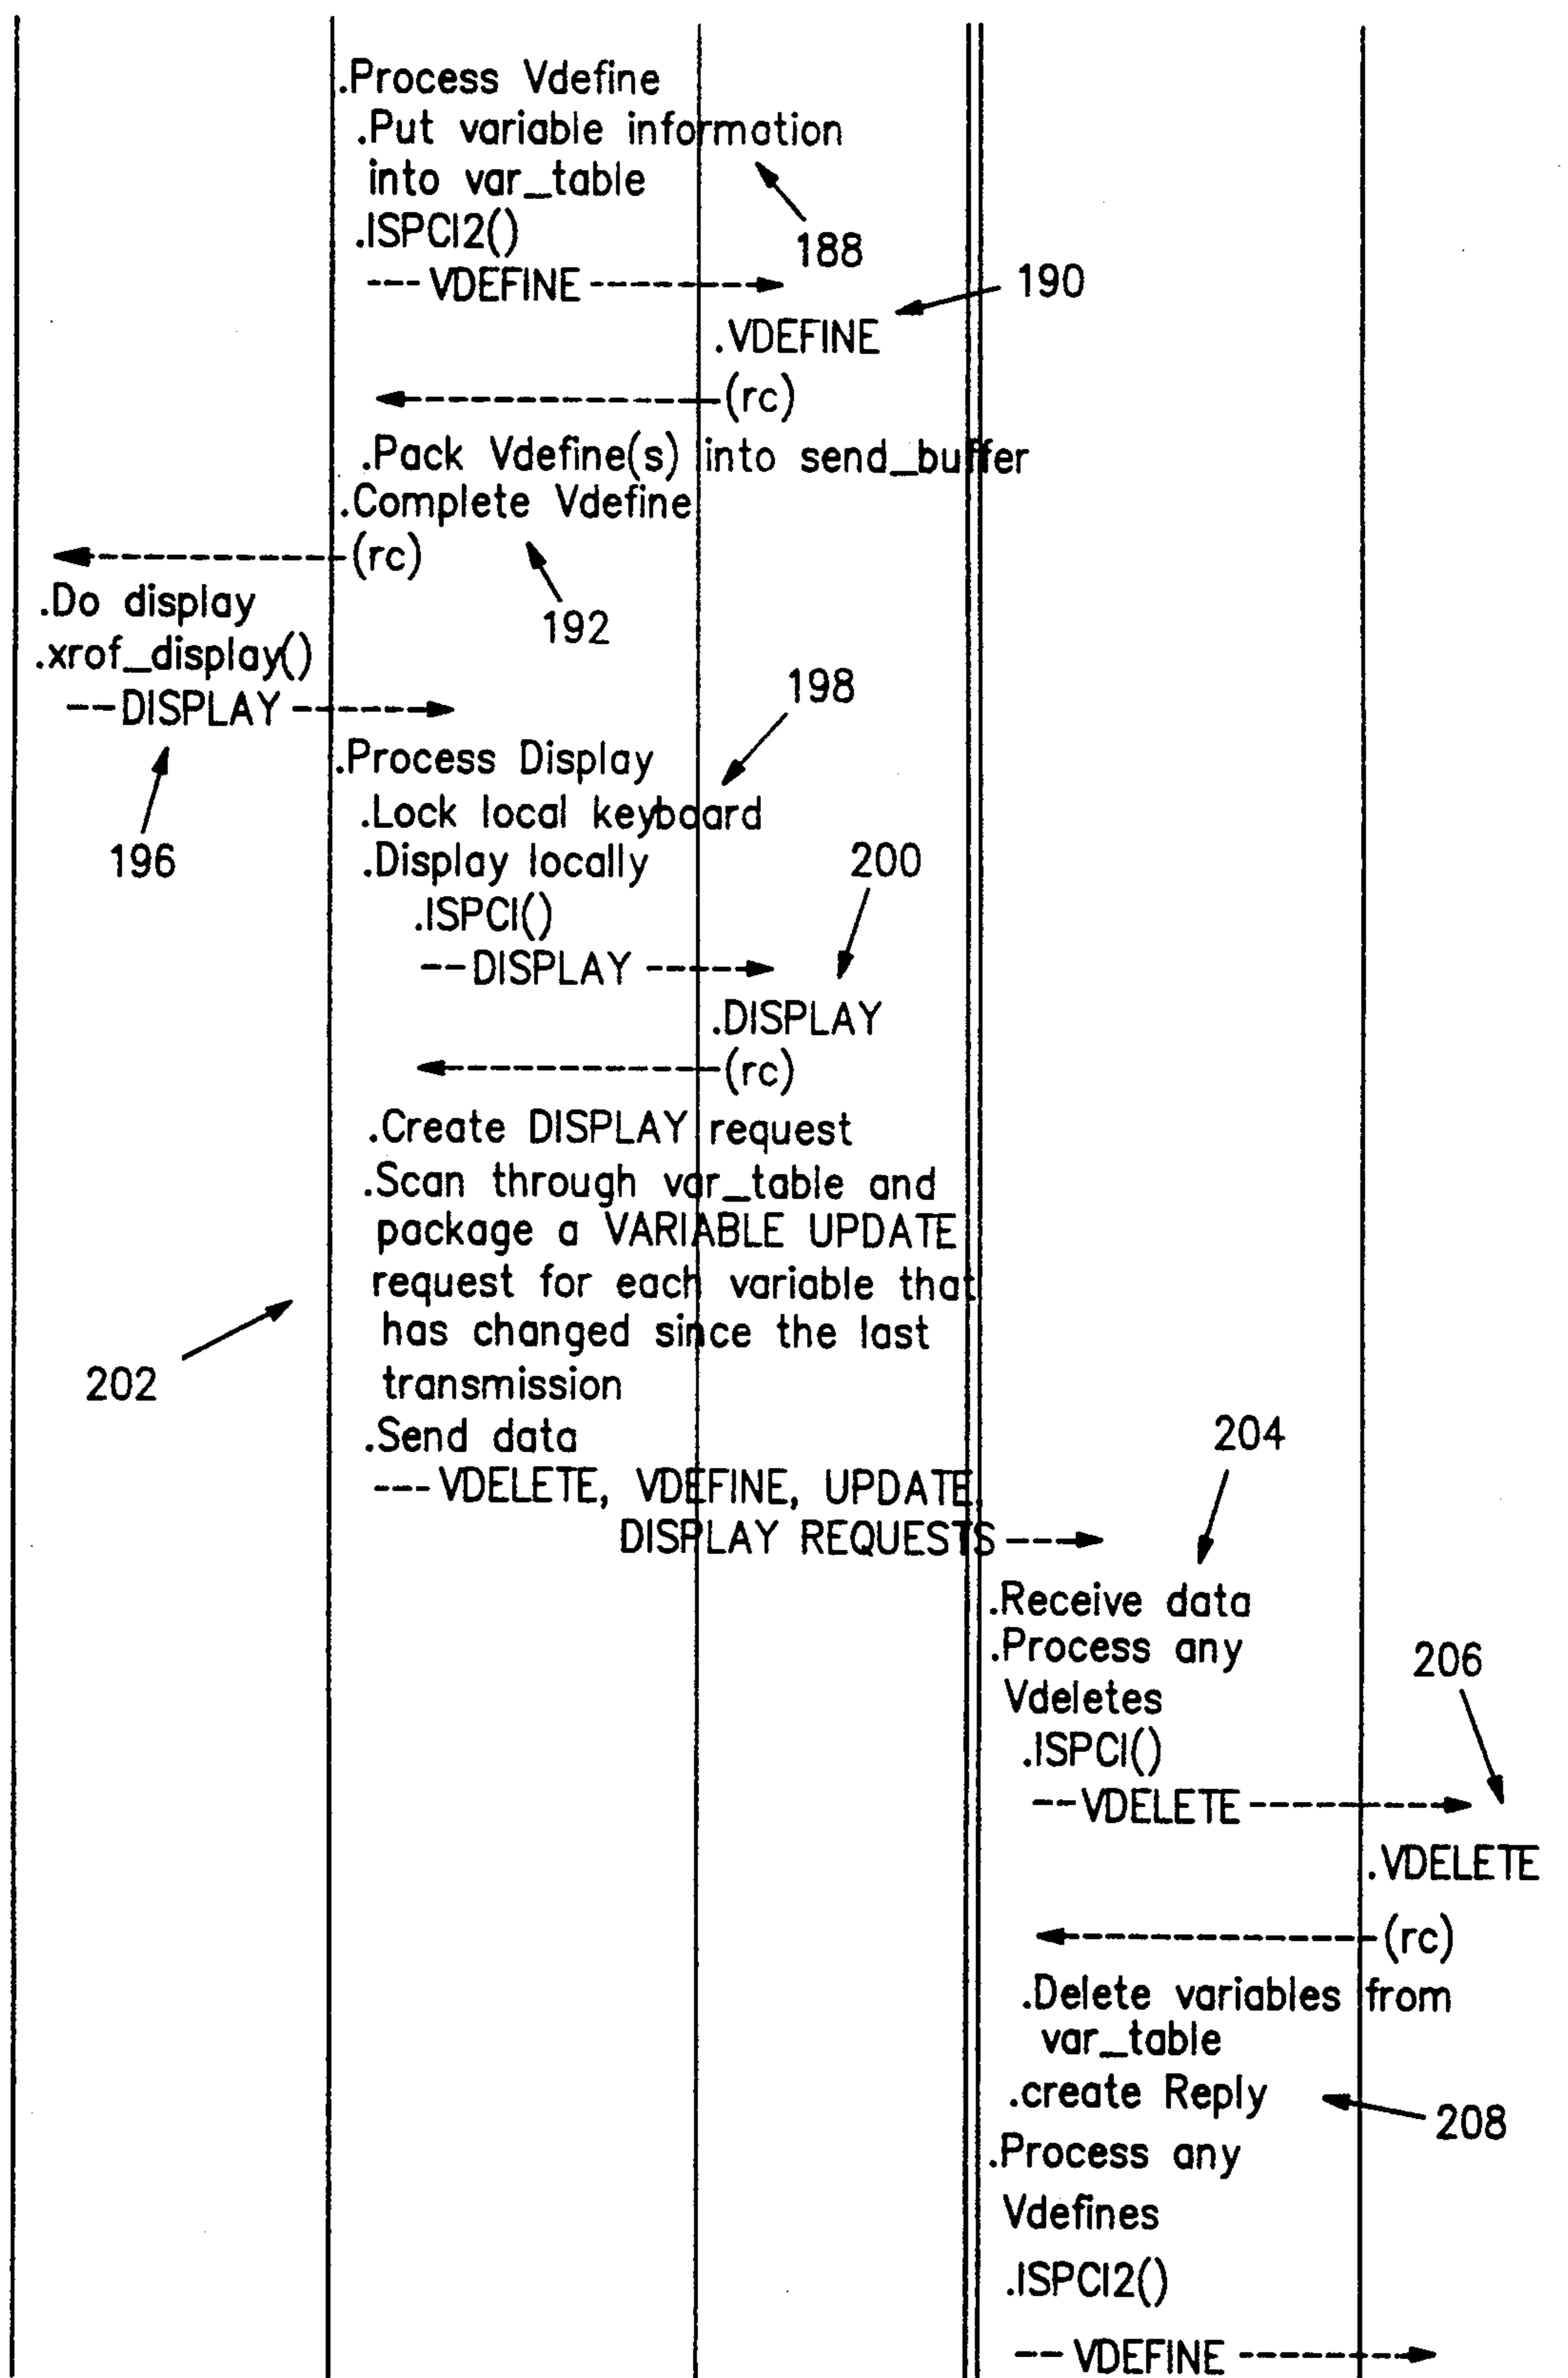 .Process Vdefine
.Put variable information
into var_table
.ISPCI2()
188
--- VDEFINE
190
.VDEFINE
(rc)
.Pack Vdefine(s) into send_buffer
.Complete Vdefine
(rc)
.Do display
192
.xrof_display()
198
--DISPLAY
.Process Display
.Lock local keyboard
196
.Display locally
200
.ISPCI()
--DISPLAY
.DISPLAY
(rc)
.Create DISPLAY request
.Scan through var_table and
package a VARIABLE UPDATE
request for each variable that
has changed since the last
202
transmission
.Send data
204
--- VDELETE, VDEFINE, UPDATE,
DISPLAY REQUESTS
.Receive data
.Process any
206
Vdeletes
.ISPCI()
--VDELETE
.VDELETE
(rc)
.Delete variables from
var_table
.create Reply
208
.Process any
Vdefines
.ISPCI2()
-- VDEFINE